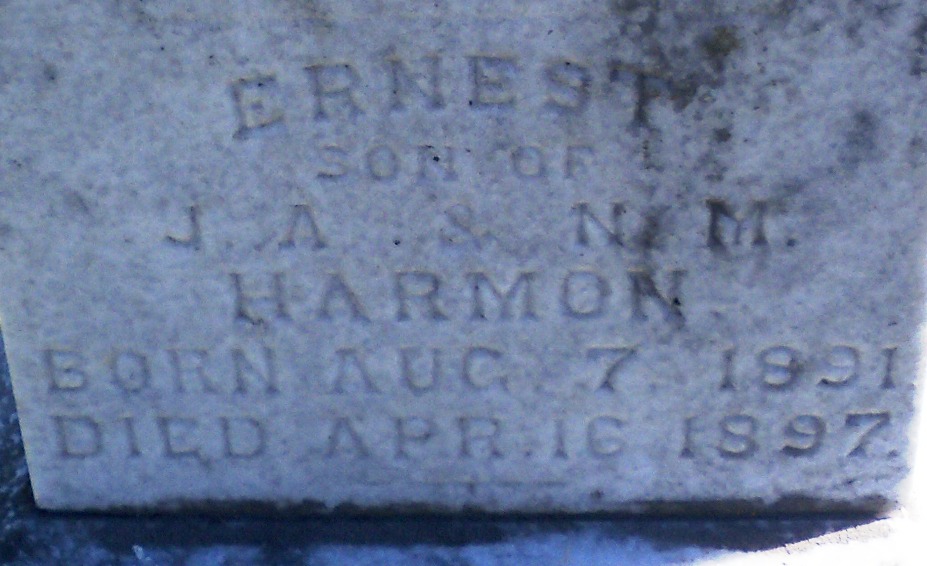 ERNEST
SON OF
J. A. & N. M.
HARMON
BORN AUG. 7. 1891
DIED APR. 16 1897.